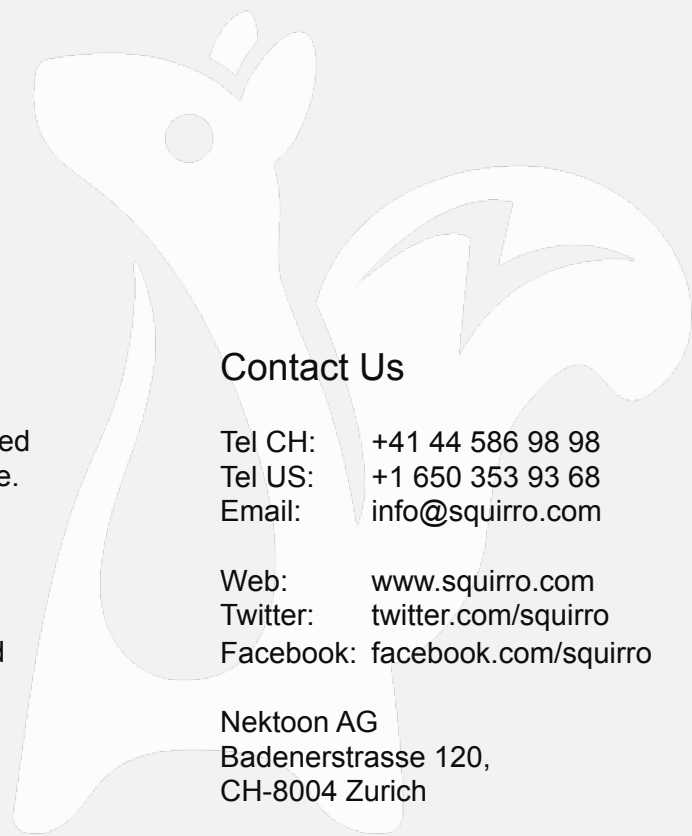 Contact Us
ed
e.
Tel CH: +41 44 586 98 98
Tel US: +1 650 353 93 68
Email: info@squirro.com
Web: www.squirro.com
Twitter: twitter.com/squirro
d
Facebook: facebook.com/squirro
Nektoon AG
Badenerstrasse 120,
CH-8004 Zurich